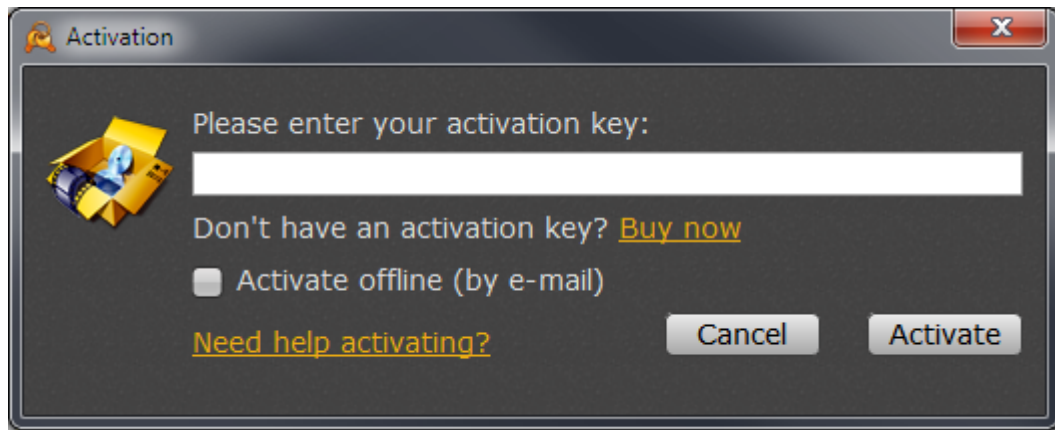 Activation
Please enter your activation key:
Don't have an activation key? Buy now
Activate offline (by e-mail)
Need help activating?
Cancel
Activate